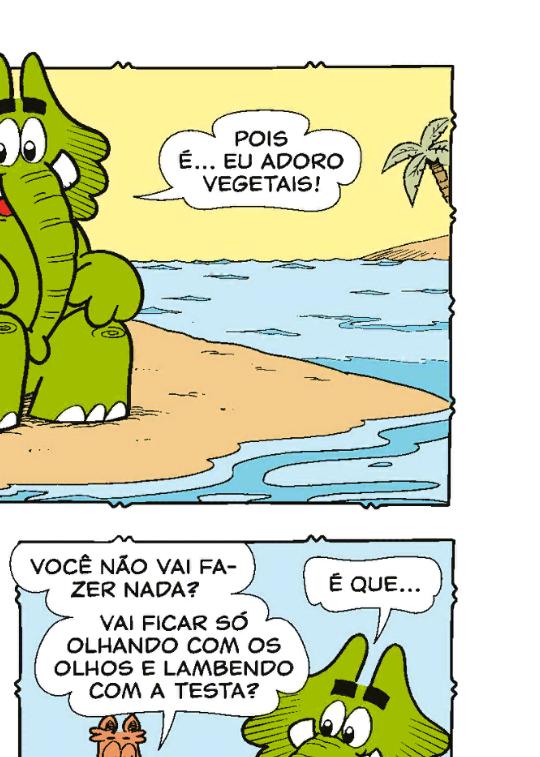 POIS
É... EU ADORO
VEGETAIS!
VOCÊ NÃO VAI FA-
ZER NADA?
VAI FICAR SÓ
OLHANDO COM OS
OLHOS E LAMBENDO
COM A TESTA?
É QUE...